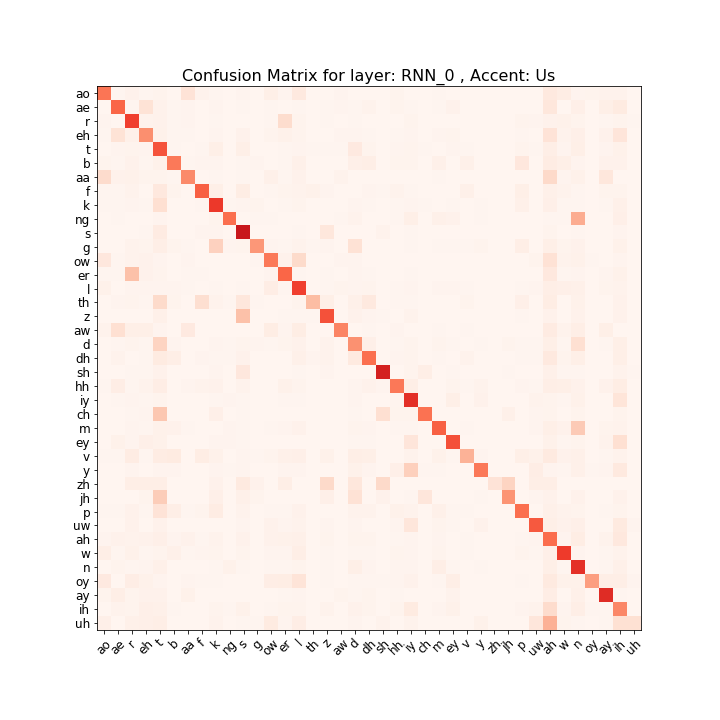 Confusion Matrix for layer: RNN_0 , Accent: Us
ao
ae
r
eh
t
b
aa
f
k
ng
s
g
ow
er
l
th
z
aw
d
dh
sh
hh
iy
ch
m
ey
v
y
zh
jh
p
uw
ah
w
n
oy
ay
ih
uh
ao ae r eh t b aa f k ng s g ow er l th z aw d dh sh hh iy ch m ey v y zh jh p uw ah w n oy ay ih uh